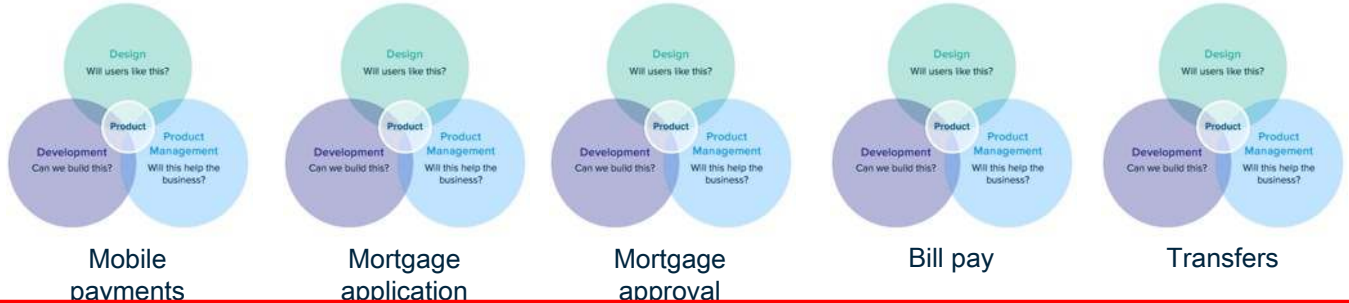 Design
Will users like this?
Product
Development
Can we build this?
Product
Management
Will this help the
business?
Mobile
payments
Design
Will users like this?
Product
Development
Can we build this?
Product
Management
Will this help the
business?
Mortgage
application
Design
Will users like this?
Product
Development
Can we build this?
Product
Management
Will this help the
business?
Mortgage
approval
Design
Will users like this?
Product
Development
Can we build this?
Product
Management
Will this help the
business?
Bill pay
Design
Will users like this?
Product
Development
Can we build this?
Product
Management
Will this help the
business?
Transfers